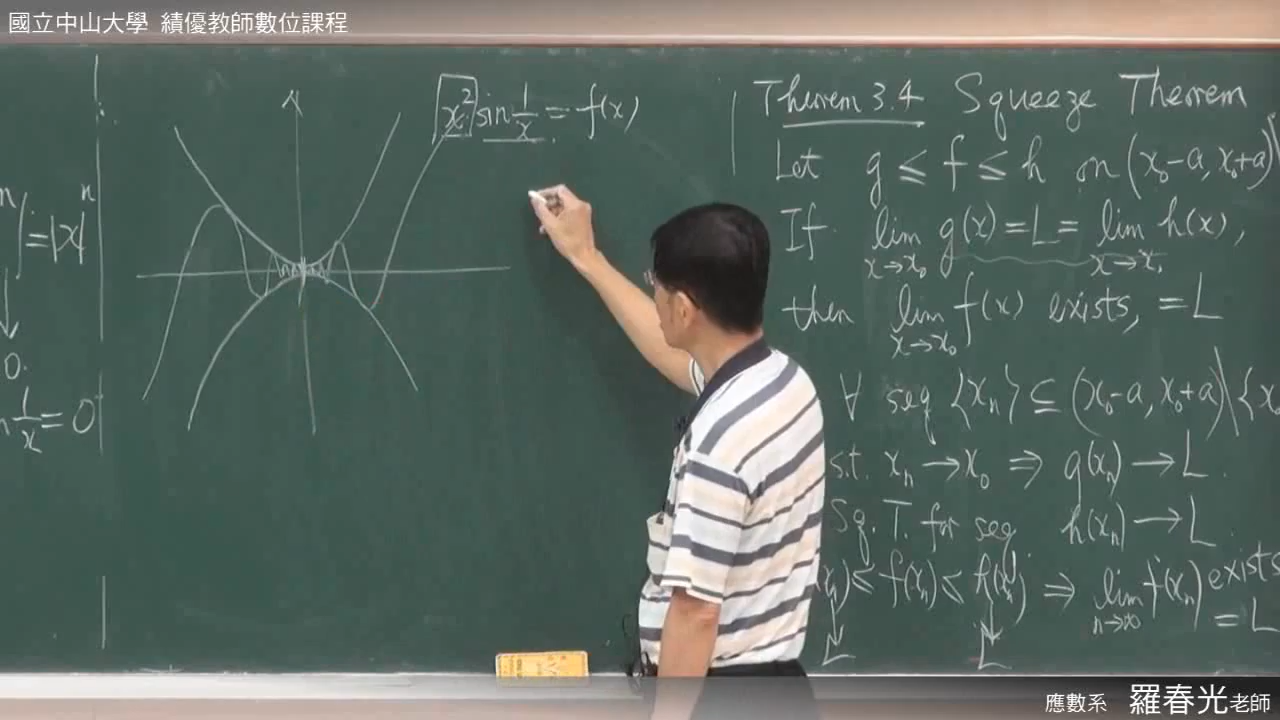 國立中山大學 績優教師數位課程
n
=|x|ⁿ
0.
1/x = 0
x² sin 1/x = f(x)
Theorem 3.4 Squeeze Theorem
Let g ≤ f ≤ h on (x₀-a, x₀+a)\
If lim g(x) = L = lim h(x),
x→x₀ x→x₀
then lim f(x) exists, = L
x→x₀
∀ seq {xₙ} ⊆ (x₀-a, x₀+a)\{x₀
s.t. xₙ → x₀ ⇒ g(xₙ) → L.
Sq. T. for seq h(xₙ) → L
(xₙ) ≤ f(xₙ) ≤ h(xₙ) ⇒ lim f(xₙ) exists
n→∞ = L
L L
應數系 羅春光老師